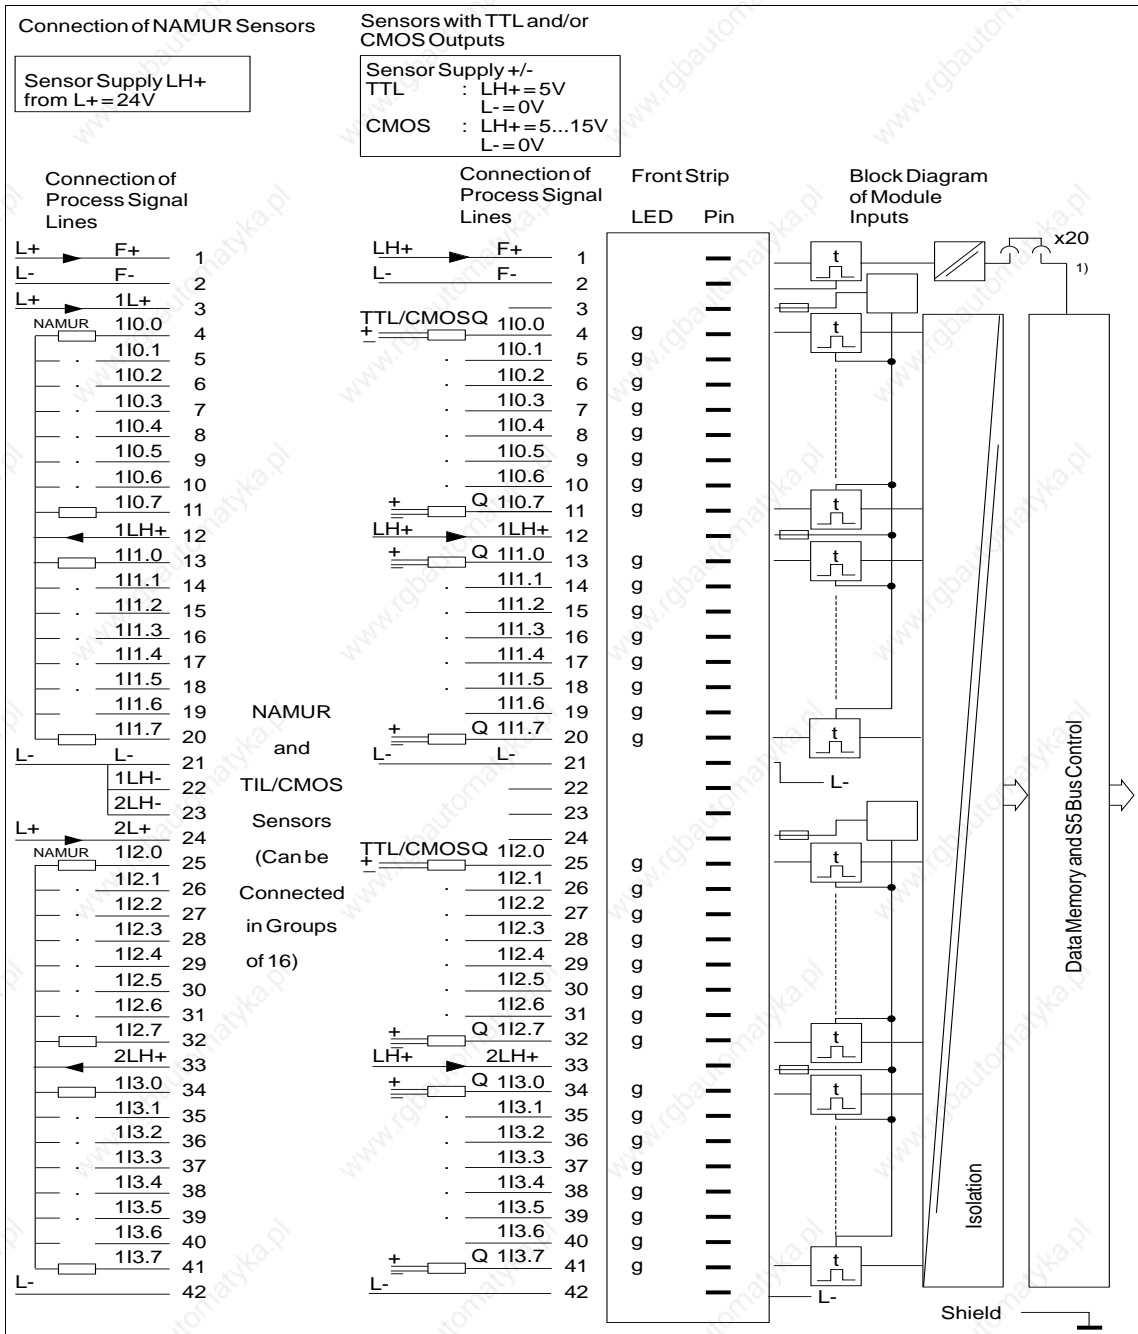 Connection of NAMUR Sensors
Sensors with TTL and/or
CMOS Outputs
Sensor Supply LH+
from L+=24V
Sensor Supply +/-
TTL : LH+=5V
L-=0V
CMOS : LH+=5...15V
L-=0V
Connection of
Process Signal
Lines
Connection of
Process Signal
Lines
Front Strip
LED Pin
Block Diagram
of Module
Inputs
L+ F+ 1 LH+ F+ 1 t x20
L- F- 2 L- F- 2 1)
L+ 1L+ 3 3
NAMUR 1I0.0 4 TTL/CMOS Q + 1I0.0 4 g t
1I0.1 5 1I0.1 5 g
1I0.2 6 1I0.2 6 g
1I0.3 7 1I0.3 7 g
1I0.4 8 1I0.4 8 g
1I0.5 9 1I0.5 9 g
1I0.6 10 1I0.6 10 g
1I0.7 11 + Q 1I0.7 11 g t
1LH+ 12 LH+ 1LH+ 12
1I1.0 13 + Q 1I1.0 13 g t
1I1.1 14 1I1.1 14 g
1I1.2 15 1I1.2 15 g
1I1.3 16 1I1.3 16 g
1I1.4 17 1I1.4 17 g
1I1.5 18 1I1.5 18 g
1I1.6 19 1I1.6 19 g
1I1.7 20 + Q 1I1.7 20 g t
L- L- 21 L- L- 21
1LH- 22 22 L-
2LH- 23 23
L+ 2L+ 24 24
NAMUR 1I2.0 25 TTL/CMOS Q + 1I2.0 25 g t
1I2.1 26 1I2.1 26 g
1I2.2 27 1I2.2 27 g
1I2.3 28 1I2.3 28 g
1I2.4 29 1I2.4 29 g
1I2.5 30 1I2.5 30 g
1I2.6 31 1I2.6 31 g
1I2.7 32 + Q 1I2.7 32 g t
2LH+ 33 LH+ 2LH+ 33
1I3.0 34 + Q 1I3.0 34 g t
1I3.1 35 1I3.1 35 g
1I3.2 36 1I3.2 36 g
1I3.3 37 1I3.3 37 g
1I3.4 38 1I3.4 38 g
1I3.5 39 1I3.5 39 g
1I3.6 40 1I3.6 40 g
1I3.7 41 + Q 1I3.7 41 g t
L- 42 L- 42 L-
NAMUR
and
TIL/CMOS
Sensors
(Can be
Connected
in Groups
of 16)
Isolation
Data Memory and S5 Bus Control
Shield
www.rgbautomatyka.pl